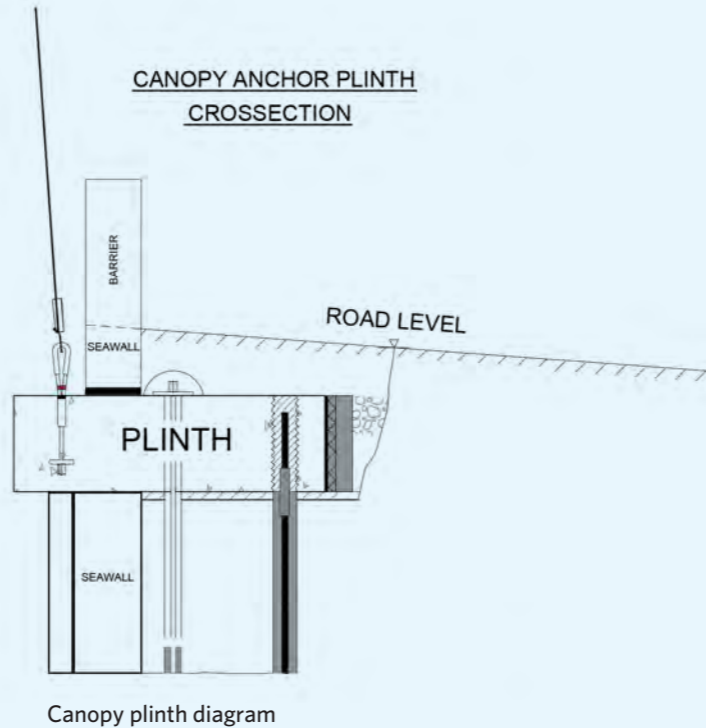 CANOPY ANCHOR PLINTH
CROSSECTION
BARRIER
ROAD LEVEL
SEAWALL
PLINTH
SEAWALL
Canopy plinth diagram